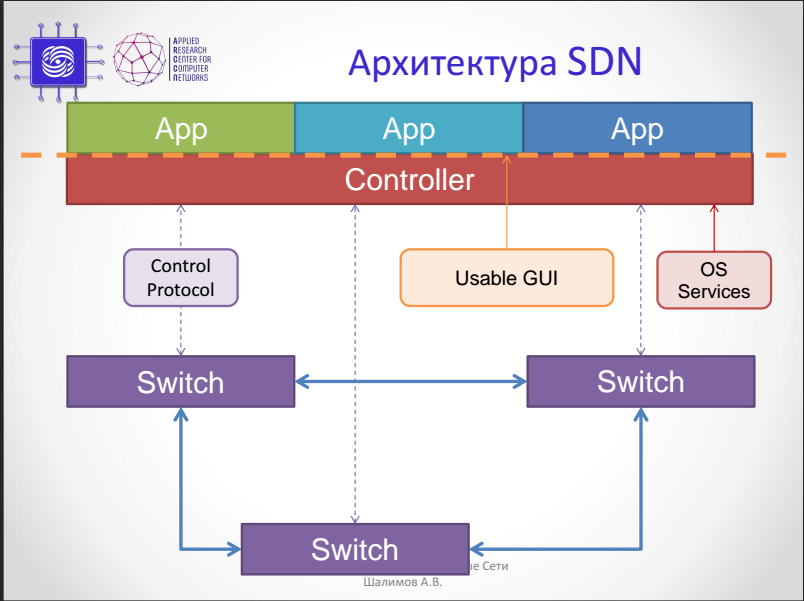 APPLIED
RESEARCH
CENTER FOR
COMPUTER
NETWORKS
Архитектура SDN
App
App
App
Controller
Control
Protocol
Usable GUI
OS
Services
Switch
Switch
Switch
Сети
Шалимов А.В.